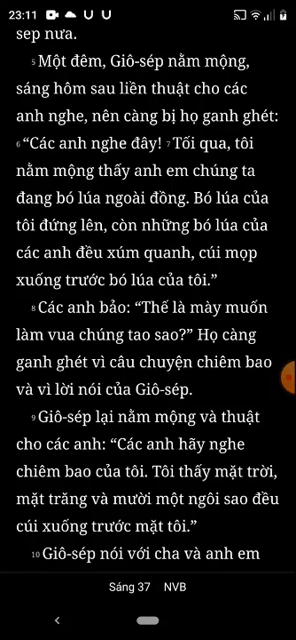 23:11
sep nưa.
5 Một đêm, Giô-sép nằm mộng,
sáng hôm sau liền thuật cho các
anh nghe, nên càng bị họ ganh ghét:
6 “Các anh nghe đây! 7 Tối qua, tôi
nằm mộng thấy anh em chúng ta
đang bó lúa ngoài đồng. Bó lúa của
tôi đứng lên, còn những bó lúa của
các anh đều xúm quanh, cúi mọp
xuống trước bó lúa của tôi.”
8 Các anh bảo: “Thế là mày muốn
làm vua chúng tao sao?” Họ càng
ganh ghét vì câu chuyện chiêm bao
và vì lời nói của Giô-sép.
9 Giô-sép lại nằm mộng và thuật
cho các anh: “Các anh hãy nghe
chiêm bao của tôi. Tôi thấy mặt trời,
mặt trăng và mười một ngôi sao đều
cúi xuống trước mặt tôi.”
10 Giô-sép nói với cha và anh em
Sáng 37 NVB